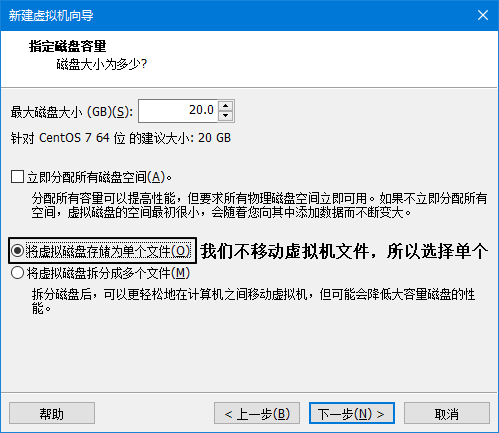 新建虚拟机向导
指定磁盘容量
磁盘大小为多少?
最大磁盘大小 (GB)(S): 20.0
针对 CentOS 7 64 位 的建议大小: 20 GB
立即分配所有磁盘空间(A)。
分配所有容量可以提高性能，但要求所有物理磁盘空间立即可用。如果不立即分配所有
空间，虚拟磁盘的空间最初很小，会随着您向其中添加数据而不断变大。
将虚拟磁盘存储为单个文件(O) 我们不移动虚拟机文件，所以选择单个
将虚拟磁盘拆分成多个文件(M)
拆分磁盘后，可以更轻松地在计算机之间移动虚拟机，但可能会降低大容量磁盘的性
能。
帮助 < 上一步(B) 下一步(N) > 取消